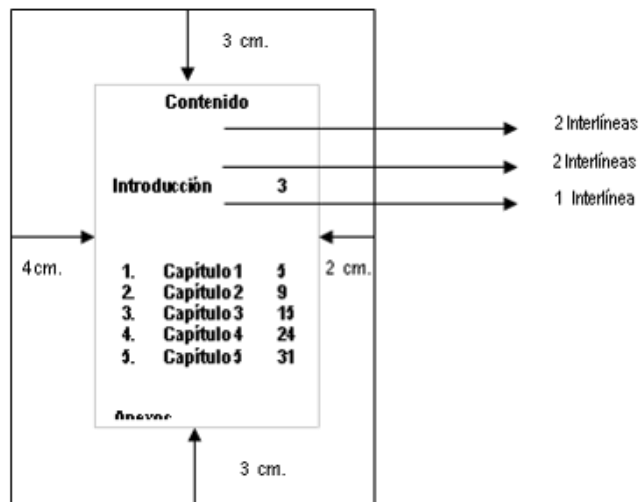 3 cm.
Contenido
2 Interlíneas
2 Interlíneas
Introducción 3
1 Interlínea
4 cm.
2 cm.
1. Capítulo 1 5
2. Capítulo 2 9
3. Capítulo 3 15
4. Capítulo 4 24
5. Capítulo 5 31
Anexos
3 cm.